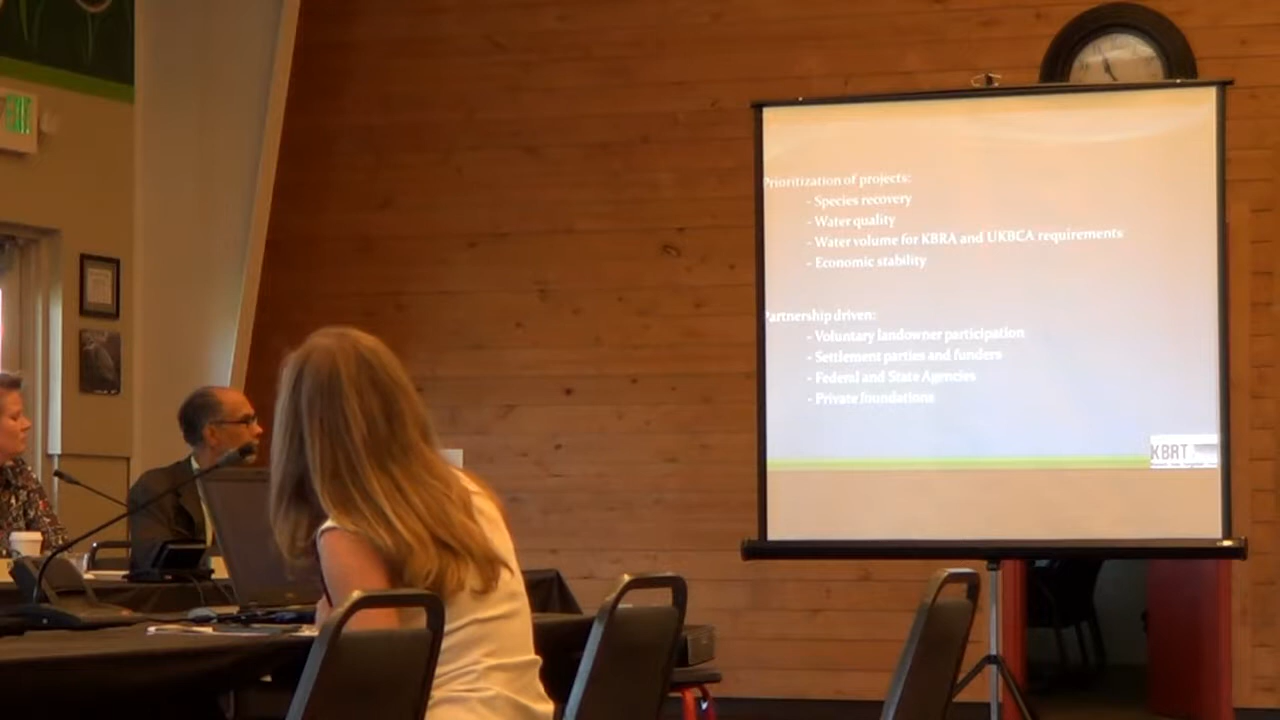 Prioritization of projects:
- Species recovery
- Water quality
- Water volume for KBRA and UKBCA requirements
- Economic stability
Partnership driven:
- Voluntary landowner participation
- Settlement parties and funders
- Federal and State Agencies
- Private foundations
KBRT